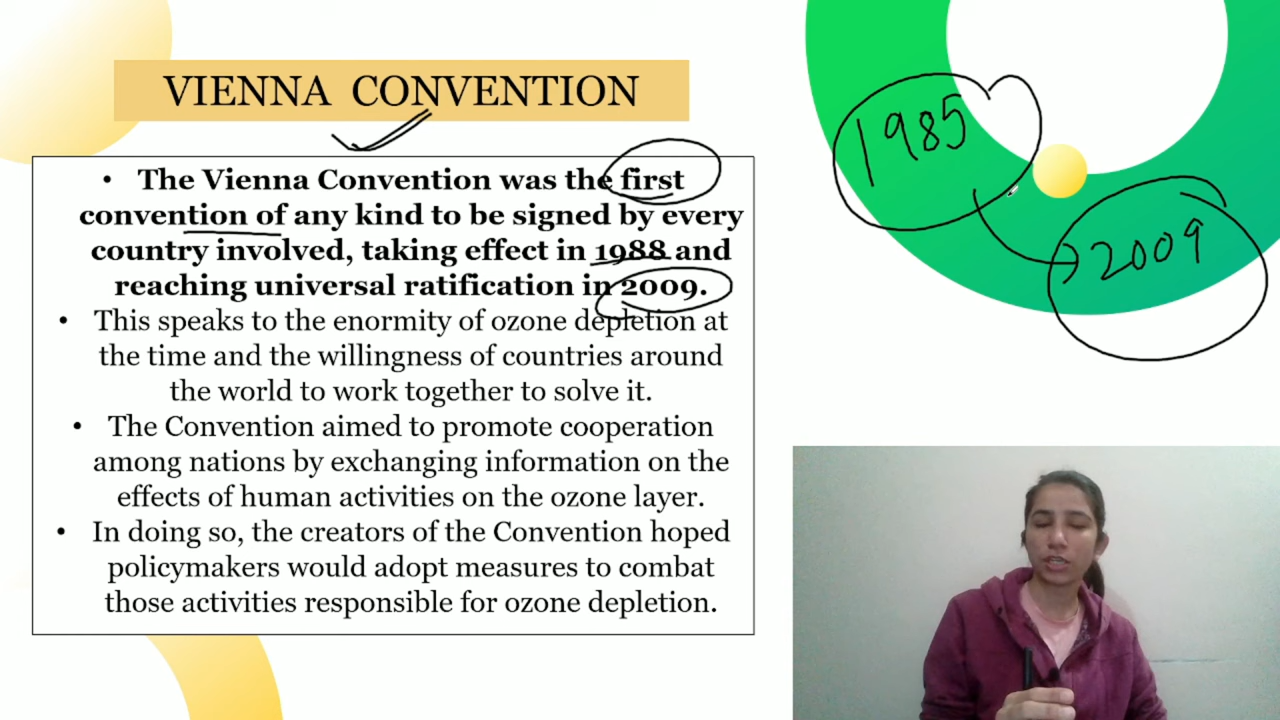 VIENNA CONVENTION
• The Vienna Convention was the first
convention of any kind to be signed by every
country involved, taking effect in 1988 and
reaching universal ratification in 2009.
• This speaks to the enormity of ozone depletion at
the time and the willingness of countries around
the world to work together to solve it.
• The Convention aimed to promote cooperation
among nations by exchanging information on the
effects of human activities on the ozone layer.
• In doing so, the creators of the Convention hoped
policymakers would adopt measures to combat
those activities responsible for ozone depletion.
1985
2009